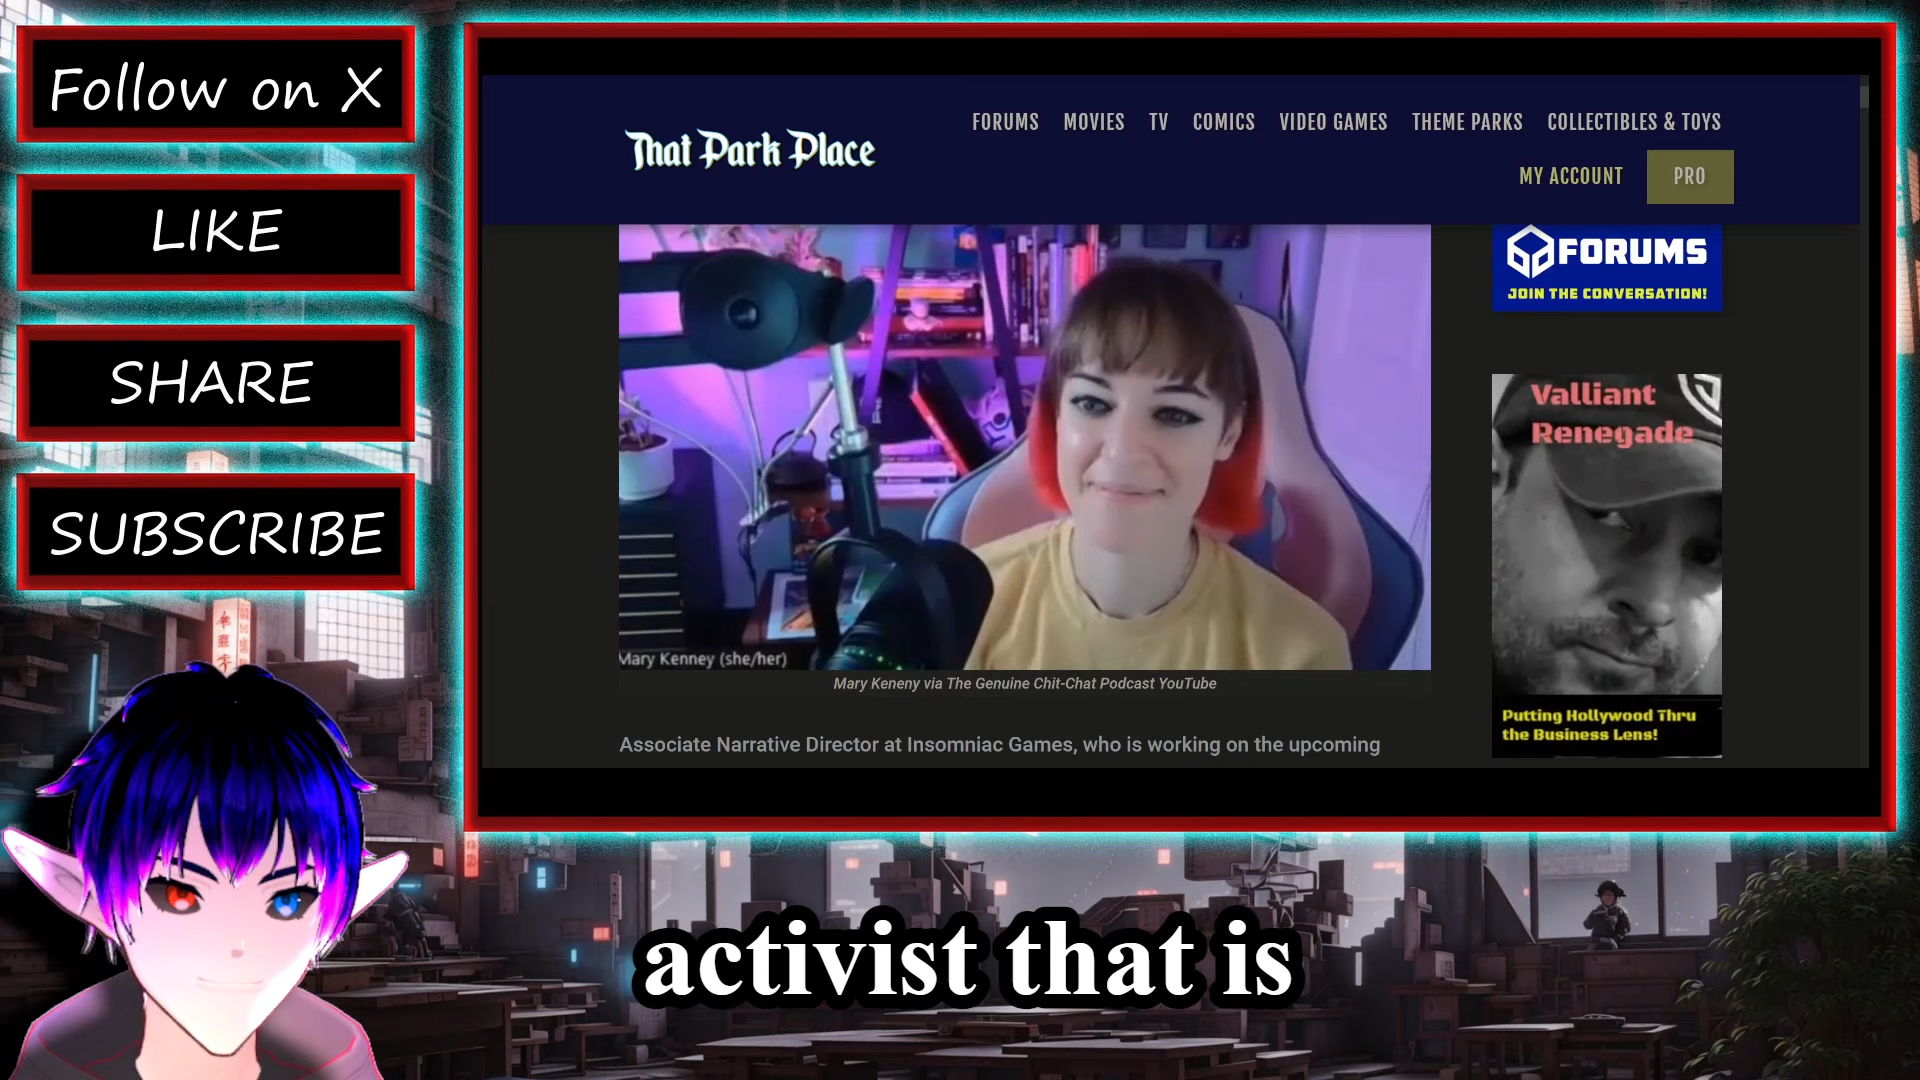 Follow on X
LIKE
SHARE
SUBSCRIBE
That Park Place
FORUMS MOVIES TV COMICS VIDEO GAMES THEME PARKS COLLECTIBLES & TOYS
MY ACCOUNT PRO
FORUMS
JOIN THE CONVERSATION!
Valliant
Renegade
Putting Hollywood Thru
the Business Lens!
Mary Kenney (she/her)
Mary Keneny via The Genuine Chit-Chat Podcast YouTube
Associate Narrative Director at Insomniac Games, who is working on the upcoming
activist that is